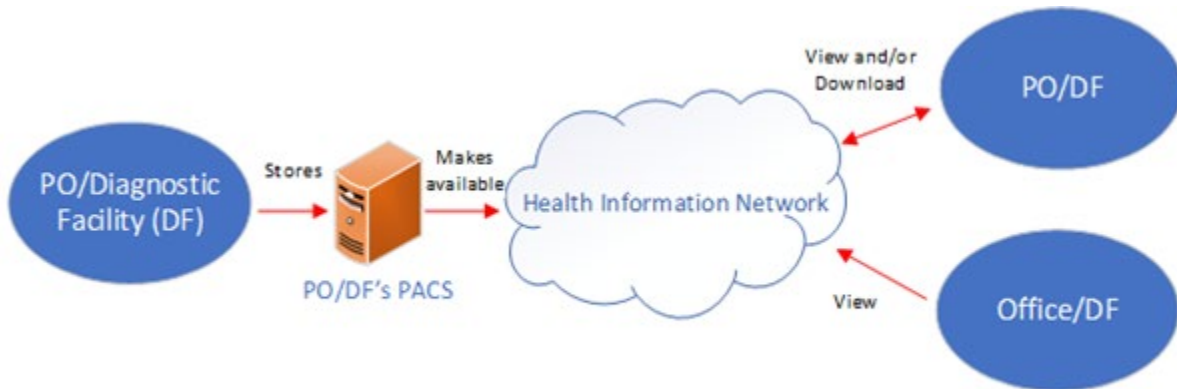 PO/Diagnostic
Facility (DF)
Stores
PO/DF's PACS
Makes
available
Health Information Network
View and/or
Download
PO/DF
View
Office/DF